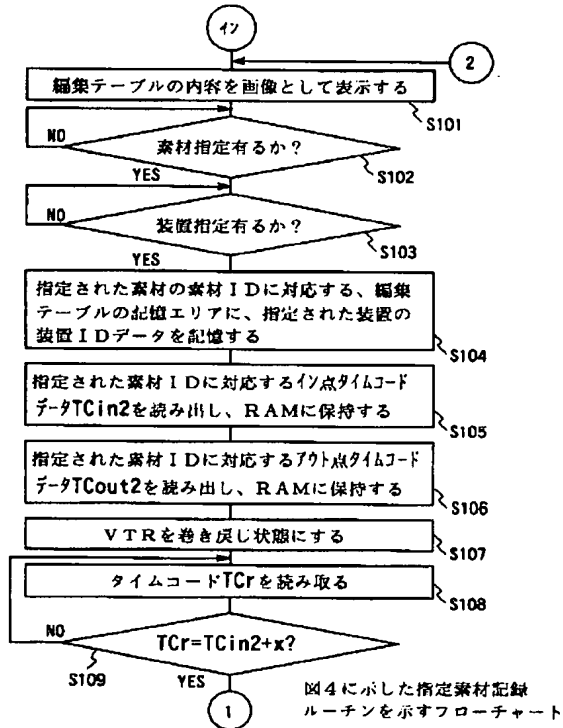 イン
2
編集テーブルの内容を画像として表示する
S101
NO
素材指定有るか?
S102
YES
NO
装置指定有るか?
S103
YES
指定された素材の素材IDに対応する、編集
テーブルの記憶エリアに、指定された装置の
装置IDデータを記憶する
S104
指定された素材IDに対応するイン点タイムコード
データTCin2を読み出し、RAMに保持する
S105
指定された素材IDに対応するアウト点タイムコード
データTCout2を読み出し、RAMに保持する
S106
VTRを巻き戻し状態にする
S107
タイムコードTCrを読み取る
S108
NO
TCr=TCin2+x?
S109
YES
1
図4に示した指定素材記録
ルーチンを示すフローチャート